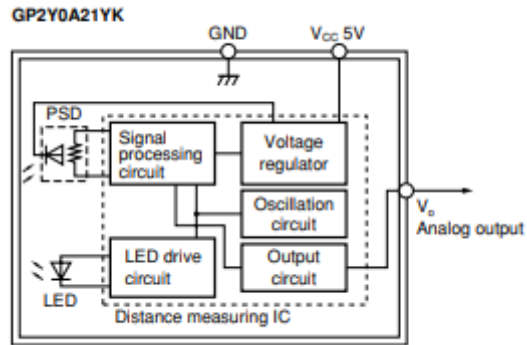 GP2Y0A21YK
GND
VCC 5V
PSD
Signal
processing
circuit
Voltage
regulator
Oscillation
circuit
Vo
Analog output
LED drive
circuit
Output
circuit
LED
Distance measuring IC